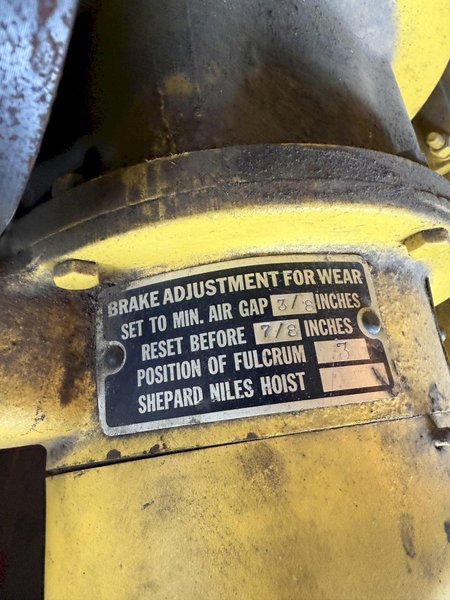 BRAKE ADJUSTMENT FOR WEAR
SET TO MIN. AIR GAP 3/8 INCHES
RESET BEFORE 7/8 INCHES
POSITION OF FULCRUM 3
SHEPARD NILES HOIST